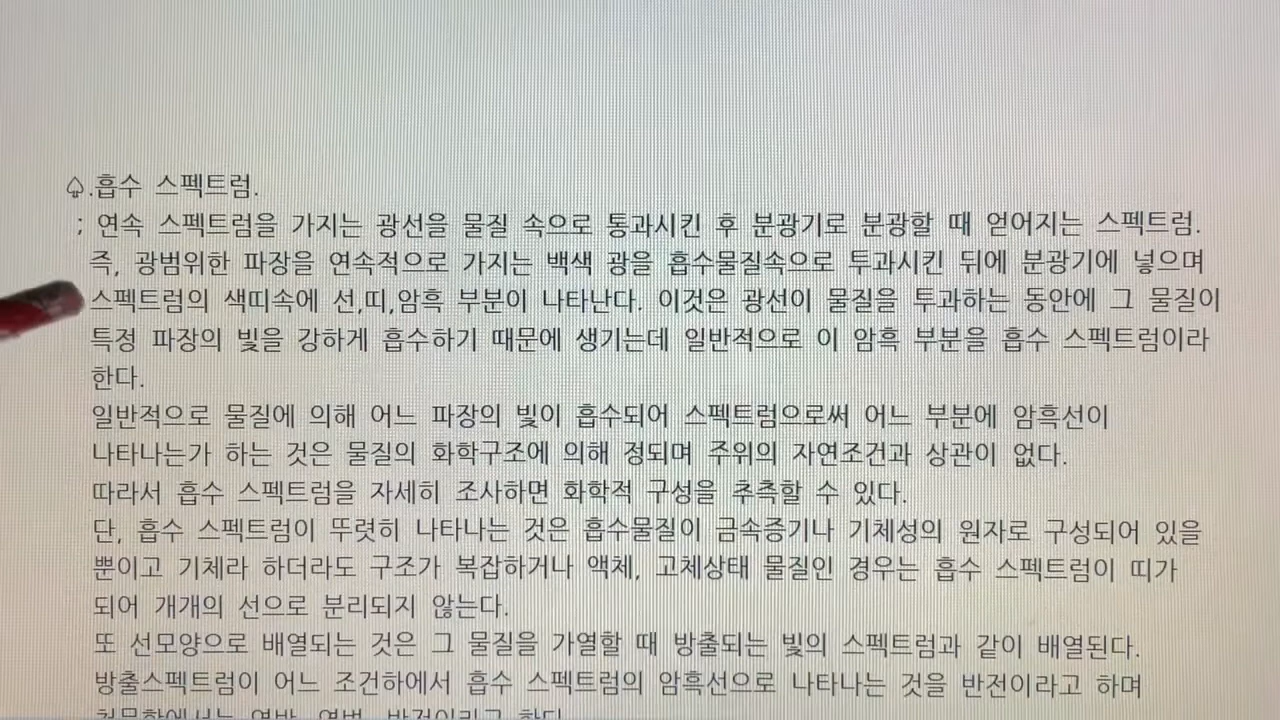 ♤.흡수 스펙트럼.
; 연속 스펙트럼을 가지는 광선을 물질 속으로 통과시킨 후 분광기로 분광할 때 얻어지는 스펙트럼.
즉, 광범위한 파장을 연속적으로 가지는 백색 광을 흡수물질속으로 투과시킨 뒤에 분광기에 넣으며
스펙트럼의 색띠속에 선,띠,암흑 부분이 나타난다. 이것은 광선이 물질을 투과하는 동안에 그 물질이
특정 파장의 빛을 강하게 흡수하기 때문에 생기는데 일반적으로 이 암흑 부분을 흡수 스펙트럼이라
한다.
일반적으로 물질에 의해 어느 파장의 빛이 흡수되어 스펙트럼으로써 어느 부분에 암흑선이
나타나는가 하는 것은 물질의 화학구조에 의해 정되며 주위의 자연조건과 상관이 없다.
따라서 흡수 스펙트럼을 자세히 조사하면 화학적 구성을 추측할 수 있다.
단, 흡수 스펙트럼이 뚜렷히 나타나는 것은 흡수물질이 금속증기나 기체성의 원자로 구성되어 있을
뿐이고 기체라 하더라도 구조가 복잡하거나 액체, 고체상태 물질인 경우는 흡수 스펙트럼이 띠가
되어 개개의 선으로 분리되지 않는다.
또 선모양으로 배열되는 것은 그 물질을 가열할 때 방출되는 빛의 스펙트럼과 같이 배열된다.
방출스펙트럼이 어느 조건하에서 흡수 스펙트럼의 암흑선으로 나타나는 것을 반전이라고 하며